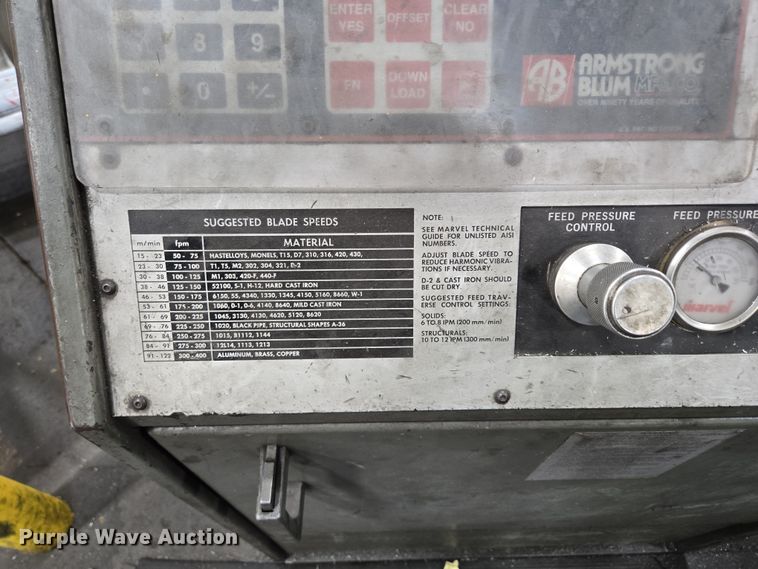 ENTER YES
OFFSET
CLEAR NO
8 9
0 +/-
FN
DOWN LOAD
AB ARMSTRONG
BLUM MFG. CO
OVER NINETY YEARS OF QUALITY
SUGGESTED BLADE SPEEDS
m/min fpm MATERIAL
15 - 23 50 - 75 HASTELLOYS, MONELS, T15, D7, 310, 316, 420, 430,
23 - 30 75 - 100 T1, T5, M2, 302, 304, 321, D-2
30 - 38 100 - 125 M1, 303, 420-F, 440-F
38 - 46 125 - 150 52100, S-1, H-12, HARD CAST IRON
46 - 53 150 - 175 6150, S5, 4340, 1330, 1345, 4150, 5160, 8660, W-1
53 - 61 175 - 200 1060, 0-1, 0-6, 4140, 8640, MILD CAST IRON
61 - 69 200 - 225 1045, 3130, 4130, 4620, 5120, 8620
69 - 76 225 - 250 1020, BLACK PIPE, STRUCTURAL SHAPES A-36
76 - 84 250 - 275 1015, B1112, 1144
84 - 91 275 - 300 12L14, 1113, 1213
91 - 122 300 - 400 ALUMINUM, BRASS, COPPER
NOTE:
SEE MARVEL TECHNICAL
GUIDE FOR UNLISTED AISI
NUMBERS.
ADJUST BLADE SPEED TO
REDUCE HARMONIC VIBRA-
TIONS IF NECESSARY.
D-2 & CAST IRON SHOULD
BE CUT DRY.
SUGGESTED FEED TRAV-
ERSE CONTROL SETTINGS:
SOLIDS:
6 TO 8 IPM (200 mm/min)
STRUCTURALS:
10 TO 12 IPM (300 mm/min)
FEED PRESSURE
CONTROL
FEED PRESSURE
marvel
Purple Wave Auction